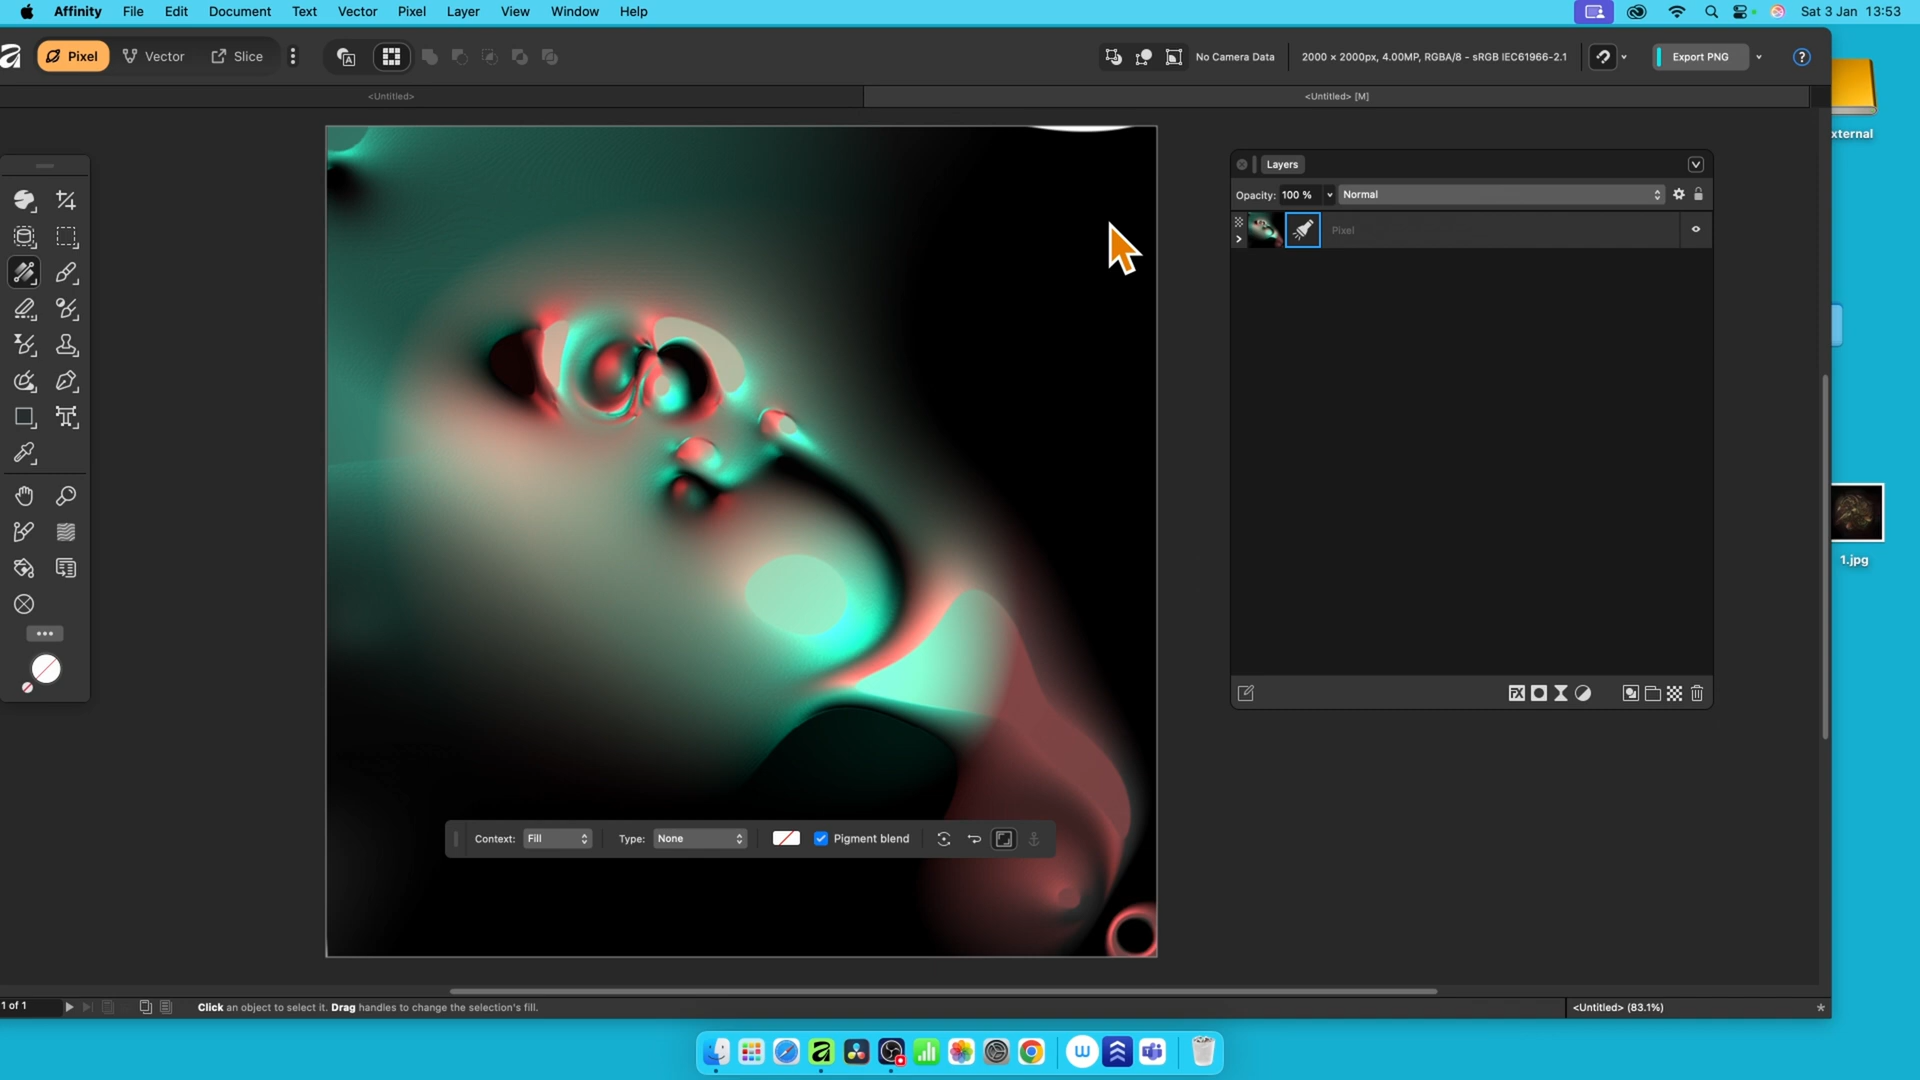 Affinity File Edit Document Text Vector Pixel Layer View Window Help
Sat 3 Jan 13:53
Pixel Vector Slice
No Camera Data
2000 × 2000px, 4.00MP, RGBA/8 - sRGB IEC61966-2.1
Export PNG
<Untitled>
<Untitled> [M]
xternal
Layers
Opacity: 100 % Normal
Pixel
1.jpg
Context: Fill Type: None Pigment blend
1 of 1
Click an object to select it. Drag handles to change the selection's fill.
<Untitled> (83.1%)